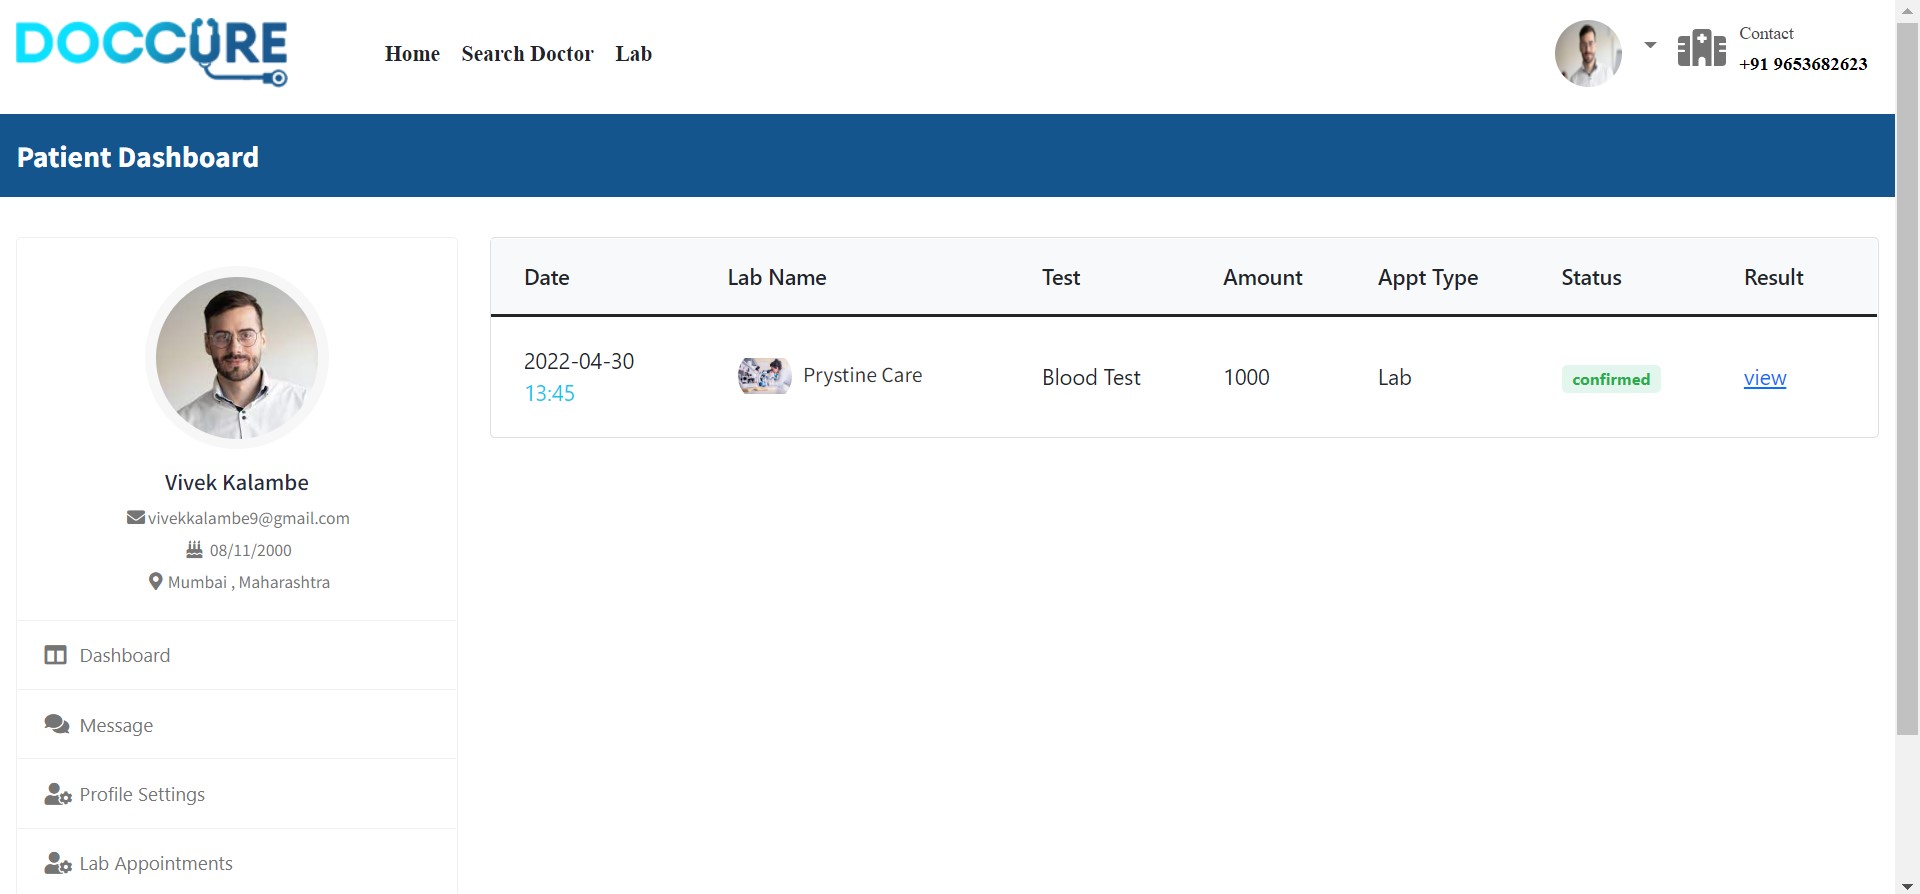 DOCCURE
Home Search Doctor Lab
Contact
+91 9653682623
Patient Dashboard
Vivek Kalambe
vivekkalambe9@gmail.com
08/11/2000
Mumbai , Maharashtra
Dashboard
Message
Profile Settings
Lab Appointments
Date Lab Name Test Amount Appt Type Status Result
2022-04-30
13:45
Prystine Care Blood Test 1000 Lab confirmed view